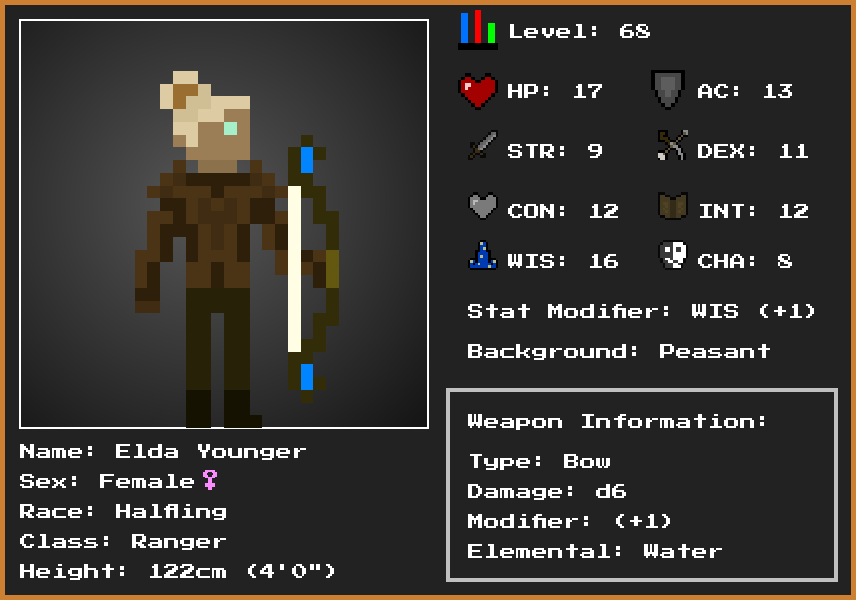 Level: 68
HP: 17 AC: 13
STR: 9 DEX: 11
CON: 12 INT: 12
WIS: 16 CHA: 8
Stat Modifier: WIS (+1)
Background: Peasant
Weapon Information:
Type: Bow
Damage: d6
Modifier: (+1)
Elemental: Water
Name: Elda Younger
Sex: Female♀
Race: Halfling
Class: Ranger
Height: 122cm (4'0")